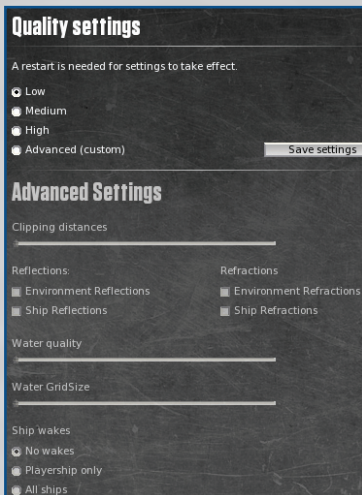 Quality settings
A restart is needed for settings to take effect.
Low
Medium
High
Advanced (custom)
Save settings
Advanced Settings
Clipping distances
Reflections: Refractions
Environment Reflections Environment Refractions
Ship Reflections Ship Refractions
Water quality
Water GridSize
Ship wakes
No wakes
Playership only
All ships